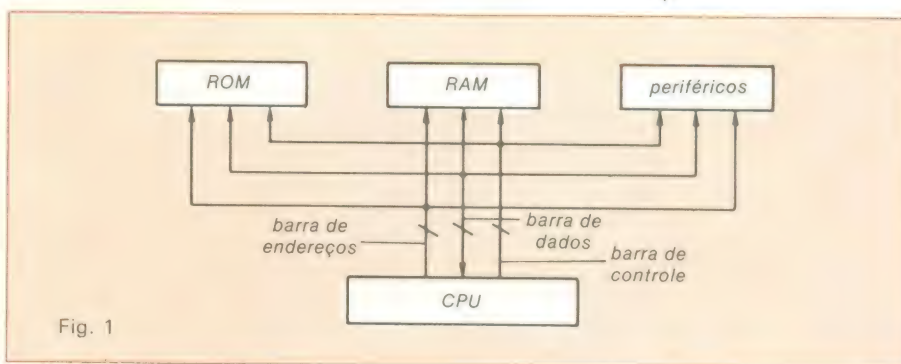 ROM
RAM
periféricos
barra de
endereços
barra de
dados
barra de
controle
CPU
Fig. 1